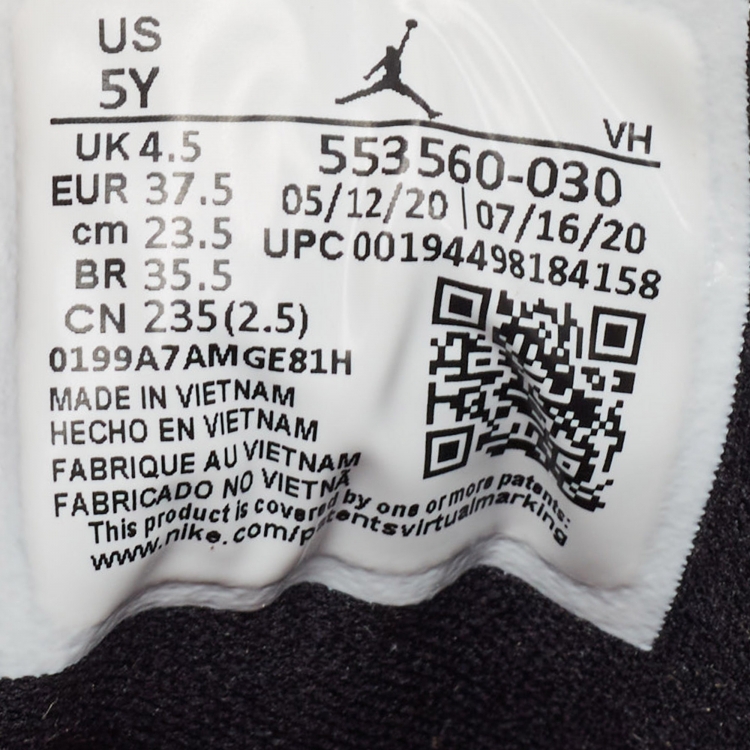 US
5Y
VH
UK 4.5
EUR 37.5
cm 23.5
BR 35.5
CN 235(2.5)
553560-030
05/12/20 \ 07/16/20
UPC 00194498184158
0199A7AMGE81H
MADE IN VIETNAM
HECHO EN VIETNAM
FABRIQUE AU VIETNAM
FABRICADO NO VIETNÃ
This product is covered by one or more patents:
www.nike.com/patentsvirtualmarking